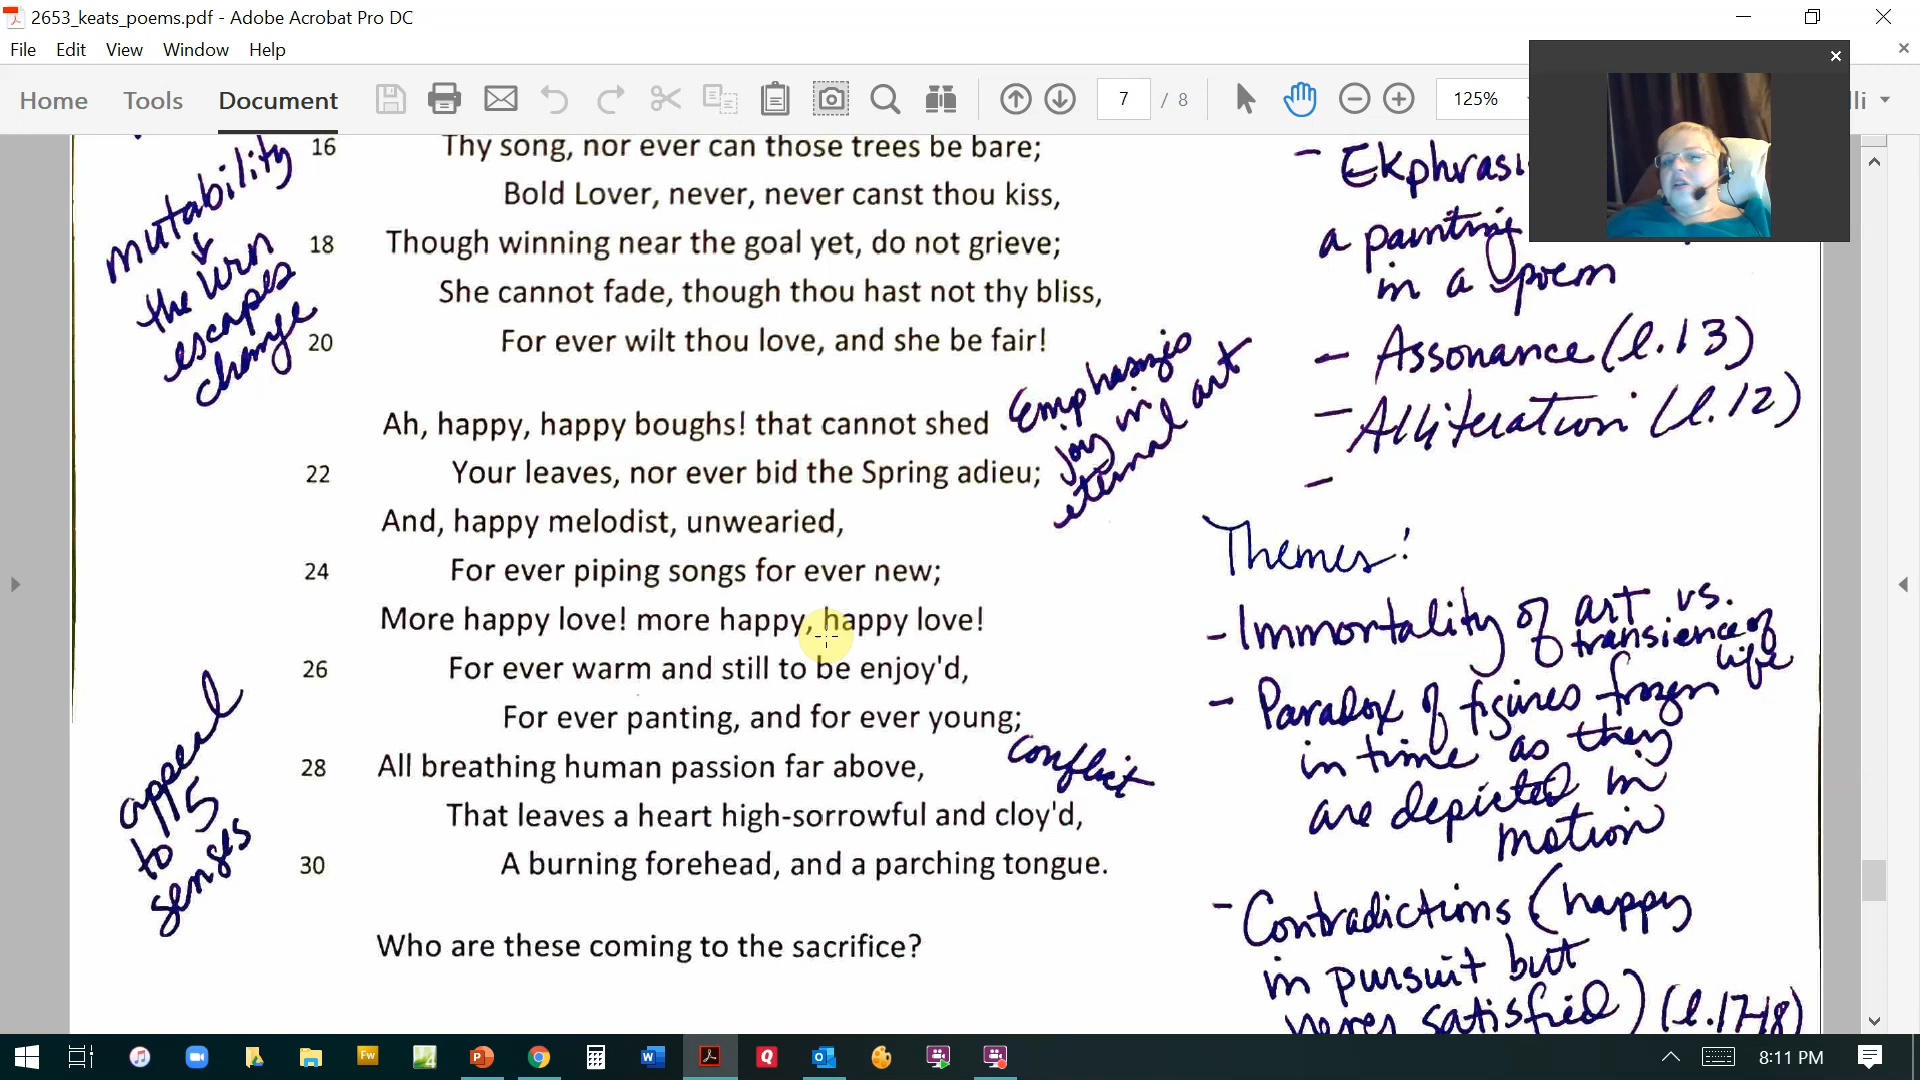 2653_keats_poems.pdf - Adobe Acrobat Pro DC
File Edit View Window Help
Home Tools Document 7 / 8 125% lli
16 Thy song, nor ever can those trees be bare;
Bold Lover, never, never canst thou kiss,
18 Though winning near the goal yet, do not grieve;
She cannot fade, though thou hast not thy bliss,
20 For ever wilt thou love, and she be fair!
Ah, happy, happy boughs! that cannot shed
22 Your leaves, nor ever bid the Spring adieu;
And, happy melodist, unwearied,
24 For ever piping songs for ever new;
More happy love! more happy, happy love!
26 For ever warm and still to be enjoy'd,
For ever panting, and for ever young;
28 All breathing human passion far above,
That leaves a heart high-sorrowful and cloy'd,
30 A burning forehead, and a parching tongue.
Who are these coming to the sacrifice?
mutability
the urn
escapes
change
appeal
to 5
senses
Emphasizes
joy in
eternal art
conflict
- Ekphrasi
a painting
in a poem
- Assonance (l.13)
- Alliteration (l.12)
-
Themes:
- Immortality of art vs.
transience of
life
- Paradox of figures frozen
in time as they
are depicted in
motion
- Contradictions (happy
in pursuit but
never satisfied) (l.17-18)
Fw
8:11 PM